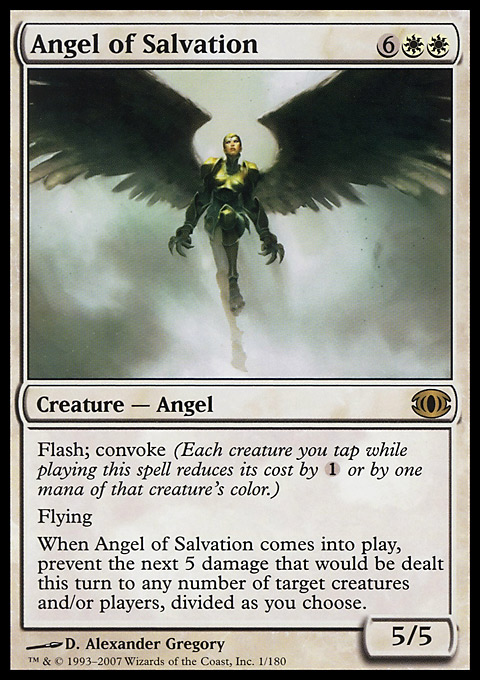 Angel of Salvation 6
Creature — Angel
Flash; convoke (Each creature you tap while
playing this spell reduces its cost by 1 or by one
mana of that creature's color.)
Flying
When Angel of Salvation comes into play,
prevent the next 5 damage that would be dealt
this turn to any number of target creatures
and/or players, divided as you choose.
5/5
D. Alexander Gregory
™ & © 1993–2007 Wizards of the Coast, Inc. 1/180